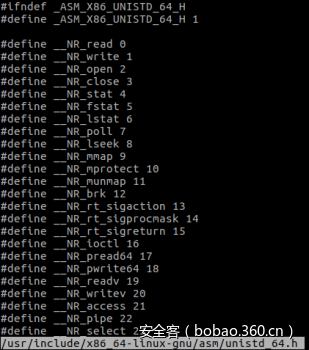 #ifndef _ASM_X86_UNISTD_64_H
#define _ASM_X86_UNISTD_64_H 1
#define __NR_read 0
#define __NR_write 1
#define __NR_open 2
#define __NR_close 3
#define __NR_stat 4
#define __NR_fstat 5
#define __NR_lstat 6
#define __NR_poll 7
#define __NR_lseek 8
#define __NR_mmap 9
#define __NR_mprotect 10
#define __NR_munmap 11
#define __NR_brk 12
#define __NR_rt_sigaction 13
#define __NR_rt_sigprocmask 14
#define __NR_rt_sigreturn 15
#define __NR_ioctl 16
#define __NR_pread64 17
#define __NR_pwrite64 18
#define __NR_readv 19
#define __NR_writev 20
#define __NR_access 21
#define __NR_pipe 22
#define __NR_select 2
安全客(bobao.360.cn)
/usr/include/x86_64-linux-gnu/asm/unistd_64.h